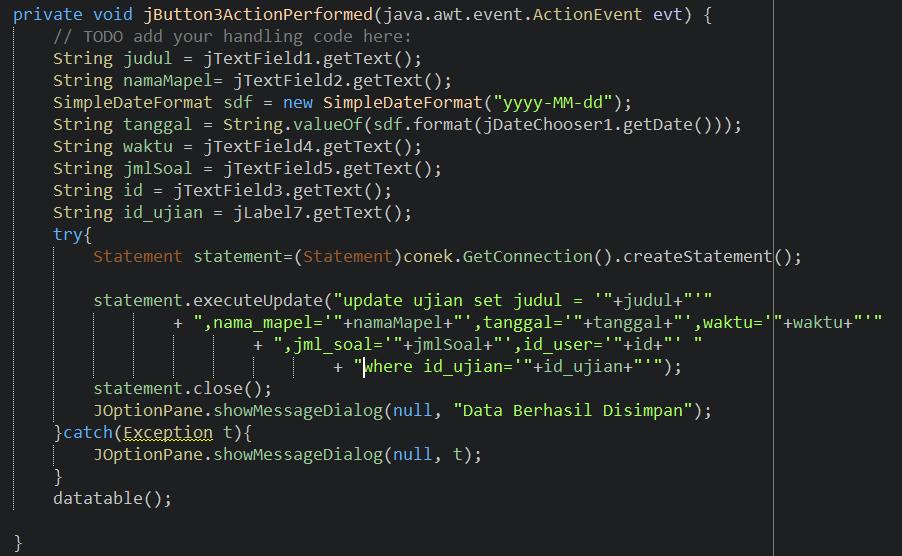 private void jButton3ActionPerformed(java.awt.event.ActionEvent evt) {
// TODO add your handling code here:
String judul = jTextField1.getText();
String namaMapel= jTextField2.getText();
SimpleDateFormat sdf = new SimpleDateFormat("yyyy-MM-dd");
String tanggal = String.valueOf(sdf.format(jDateChooser1.getDate()));
String waktu = jTextField4.getText();
String jmlSoal = jTextField5.getText();
String id = jTextField3.getText();
String id_ujian = jLabel7.getText();
try{
Statement statement=(Statement)conek.GetConnection().createStatement();
statement.executeUpdate("update ujian set judul = '"+judul+"'"
+ ",nama_mapel='"+namaMapel+"',tanggal='"+tanggal+"',waktu='"+waktu+"'"
+ ",jml_soal='"+jmlSoal+"',id_user='"+id+"' "
+ "where id_ujian='"+id_ujian+"'");
statement.close();
JOptionPane.showMessageDialog(null, "Data Berhasil Disimpan");
}catch(Exception t){
JOptionPane.showMessageDialog(null, t);
}
datatable();
}